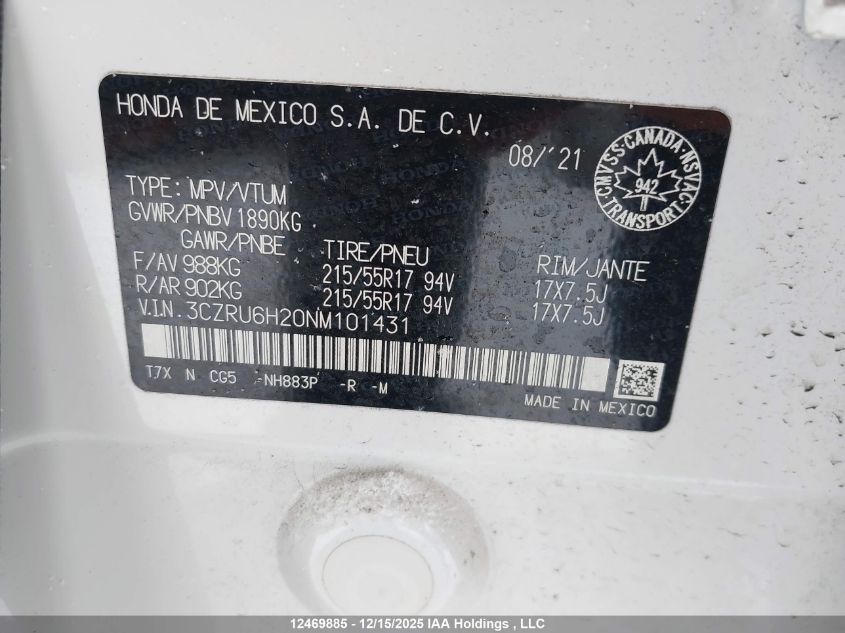 HONDA DE MEXICO S.A. DE C.V.
08/'21
CMVSS·CANADA·NSVAC
942
TRANSPORT
TYPE: MPV/VTUM
GVWR/PNBV 1890KG
GAWR/PNBE TIRE/PNEU RIM/JANTE
F/AV 988KG 215/55R17 94V 17X7.5J
R/AR 902KG 215/55R17 94V 17X7.5J
V.I.N. 3CZRU6H20NM101431
T7X N CG5 -NH883P -R -M
MADE IN MEXICO
12469885 - 12/15/2025 IAA Holdings , LLC